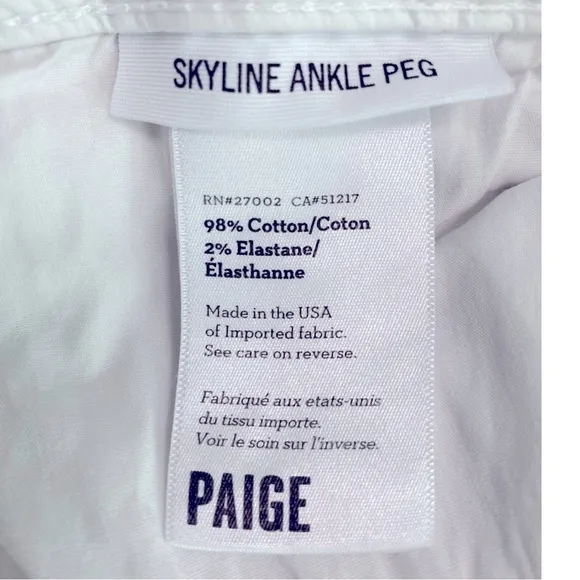 SKYLINE ANKLE PEG
RN#27002 CA#51217
98% Cotton/Coton
2% Elastane/
Élasthanne
Made in the USA
of Imported fabric.
See care on reverse.
Fabriqué aux etats-unis
du tissu importe.
Voir le soin sur l'inverse.
PAIGE